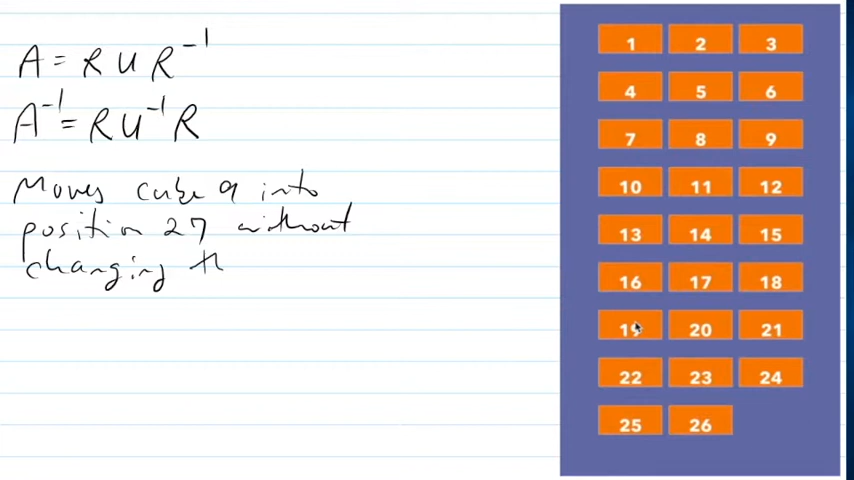 A = R U R⁻¹
A⁻¹ = R U⁻¹ R
Moves cube 9 into
position 27 without
changing th
1 2 3
4 5 6
7 8 9
10 11 12
13 14 15
16 17 18
19 20 21
22 23 24
25 26